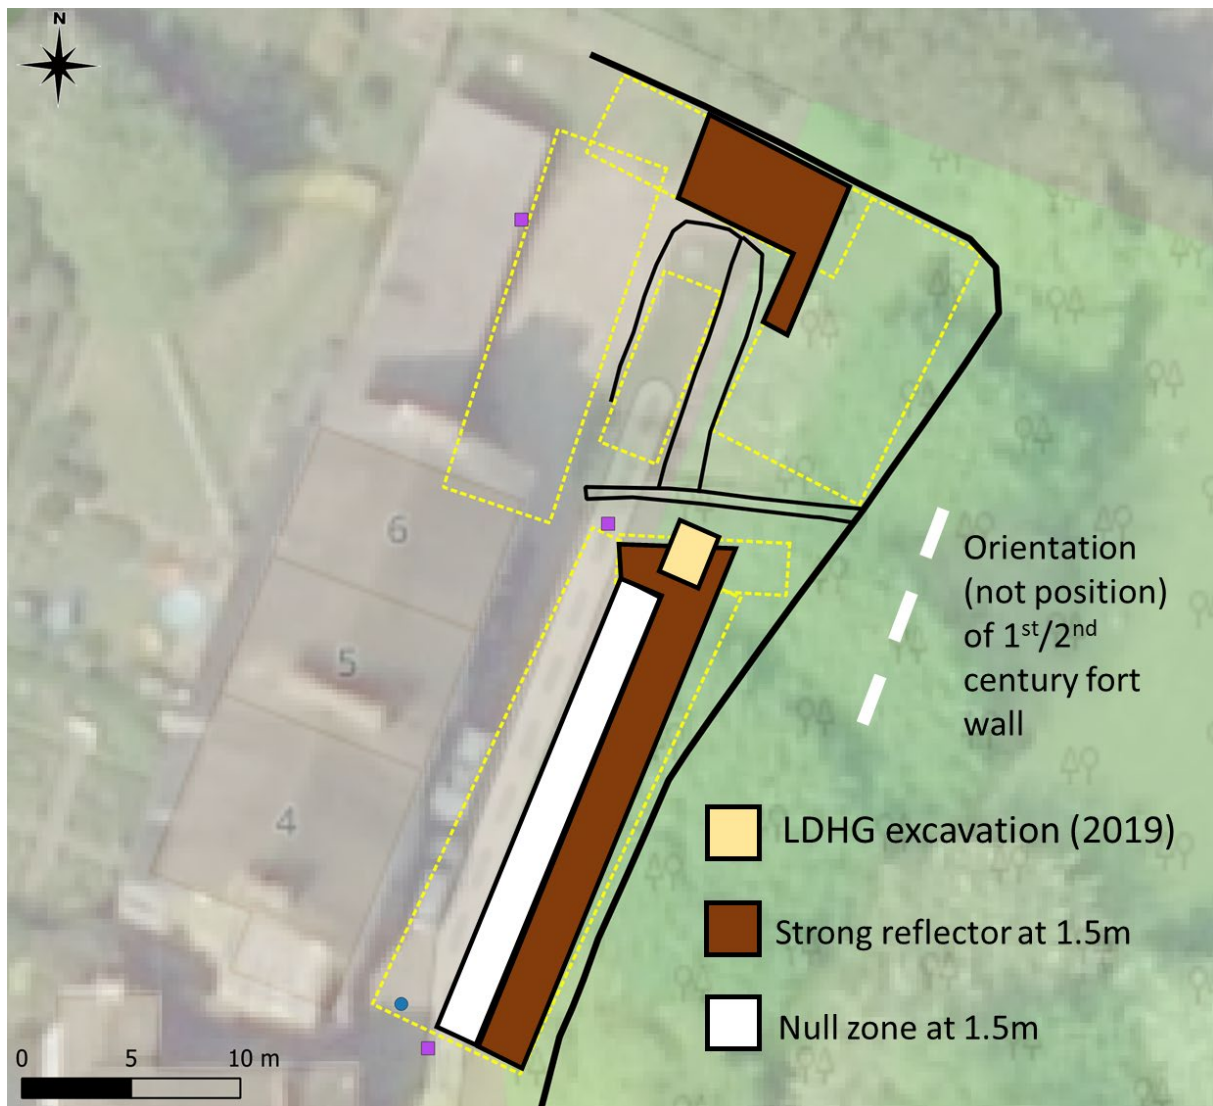 N
6
5
4
Orientation
(not position)
of 1st/2nd
century fort
wall
LDHG excavation (2019)
Strong reflector at 1.5m
Null zone at 1.5m
0 5 10 m